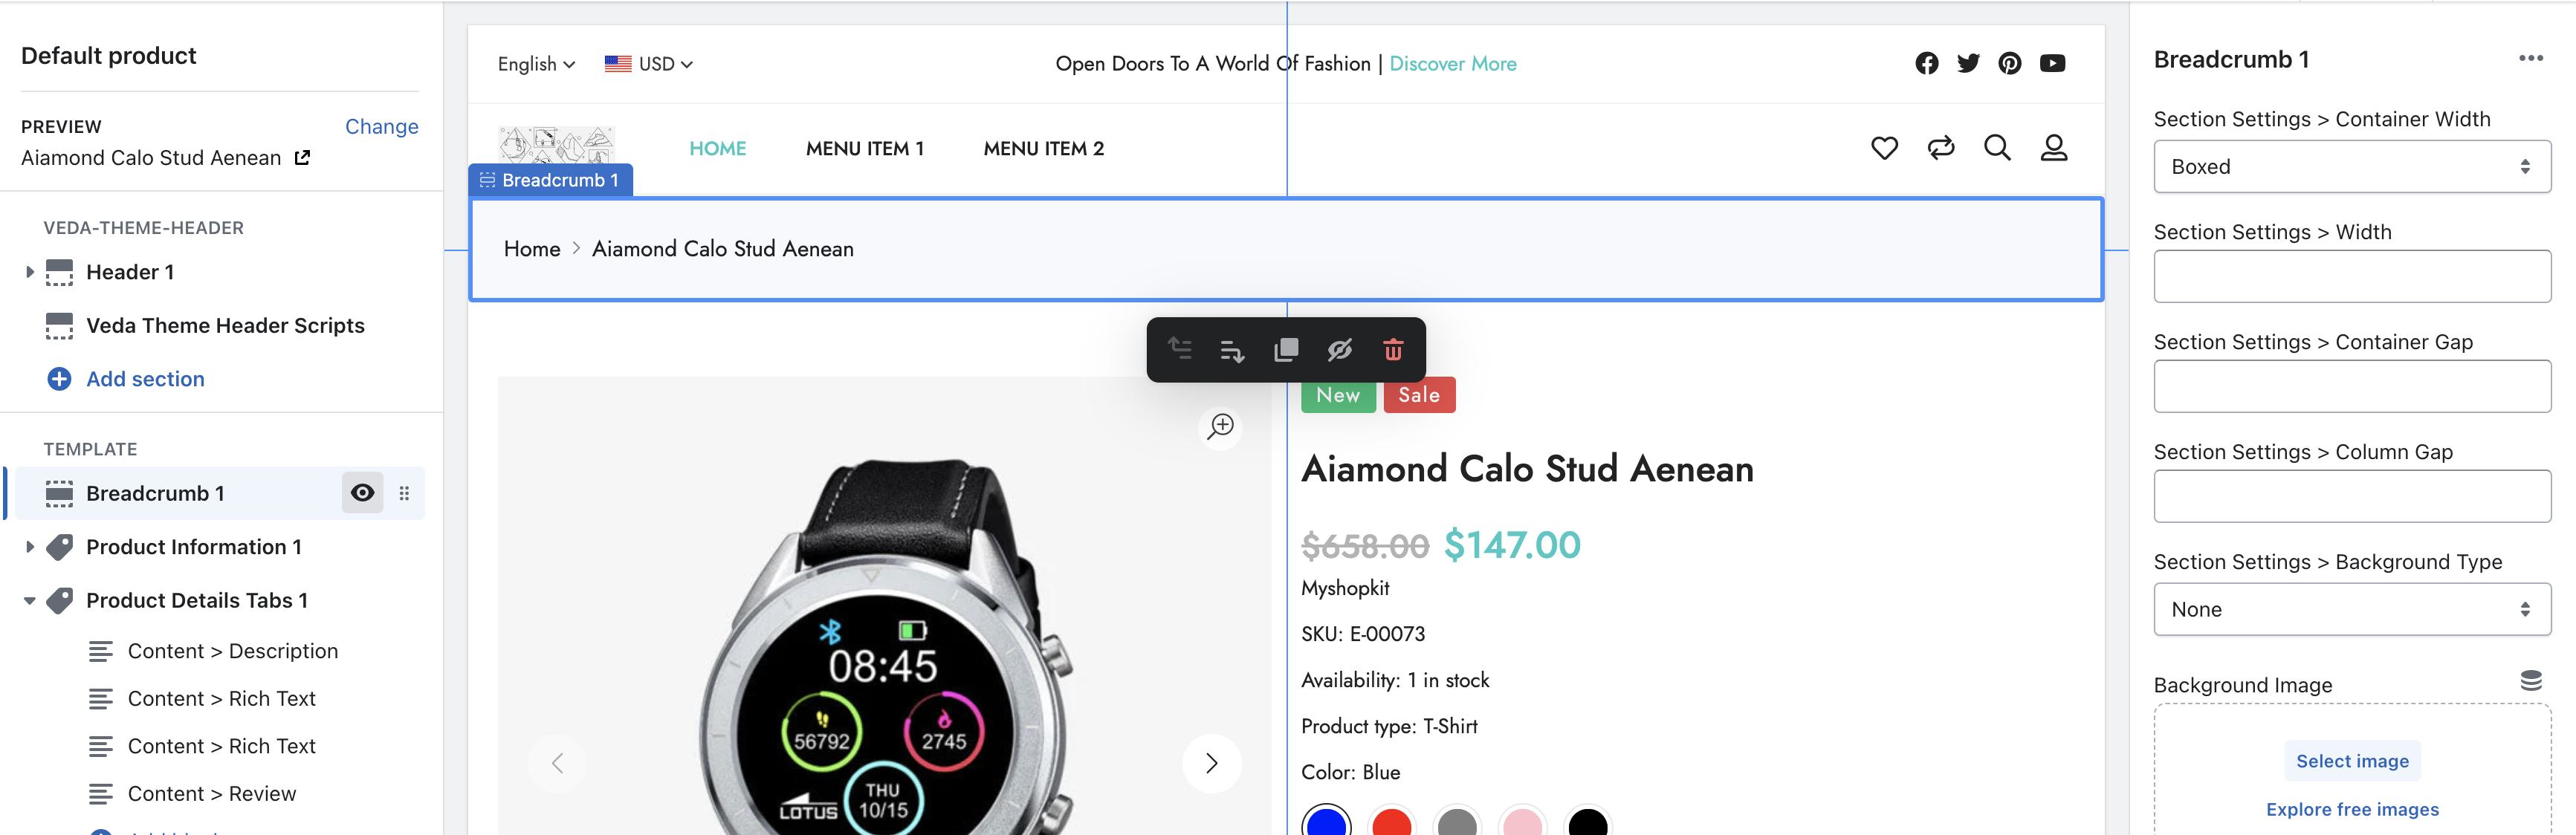 Default product
PREVIEW
Change
Aiamond Calo Stud Aenean
VEDA-THEME-HEADER
Header 1
Veda Theme Header Scripts
Add section
TEMPLATE
Breadcrumb 1
Product Information 1
Product Details Tabs 1
Content > Description
Content > Rich Text
Content > Rich Text
Content > Review
English
USD
Open Doors To A World Of Fashion | Discover More
HOME
MENU ITEM 1
MENU ITEM 2
Breadcrumb 1
Home > Aiamond Calo Stud Aenean
New
Sale
Aiamond Calo Stud Aenean
$658.00 $147.00
Myshopkit
SKU: E-00073
Availability: 1 in stock
Product type: T-Shirt
Color: Blue
08:45
56792
2745
THU
10/15
LOTUS
Breadcrumb 1
Section Settings > Container Width
Boxed
Section Settings > Width
Section Settings > Container Gap
Section Settings > Column Gap
Section Settings > Background Type
None
Background Image
Select image
Explore free images